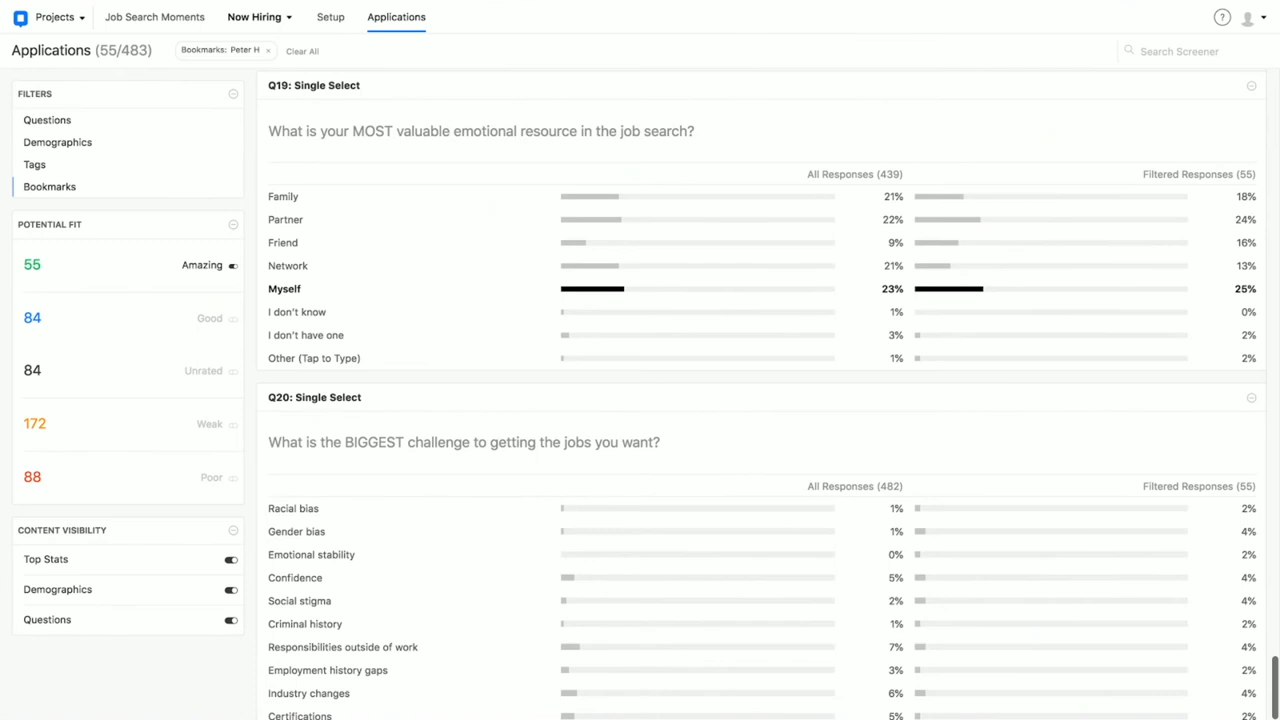 Projects Job Search Moments Now Hiring Setup Applications ?
Applications (55/483) Bookmarks: Peter H × Clear All Search Screener
FILTERS
Questions
Demographics
Tags
Bookmarks
POTENTIAL FIT
55 Amazing
84 Good
84 Unrated
172 Weak
88 Poor
CONTENT VISIBILITY
Top Stats
Demographics
Questions
Q19: Single Select
What is your MOST valuable emotional resource in the job search?
All Responses (439) Filtered Responses (55)
Family 21% 18%
Partner 22% 24%
Friend 9% 16%
Network 21% 13%
Myself 23% 25%
I don't know 1% 0%
I don't have one 3% 2%
Other (Tap to Type) 1% 2%
Q20: Single Select
What is the BIGGEST challenge to getting the jobs you want?
All Responses (482) Filtered Responses (55)
Racial bias 1% 2%
Gender bias 1% 4%
Emotional stability 0% 2%
Confidence 5% 4%
Social stigma 2% 4%
Criminal history 1% 2%
Responsibilities outside of work 7% 4%
Employment history gaps 3% 2%
Industry changes 6% 4%
Certifications 5% 2%